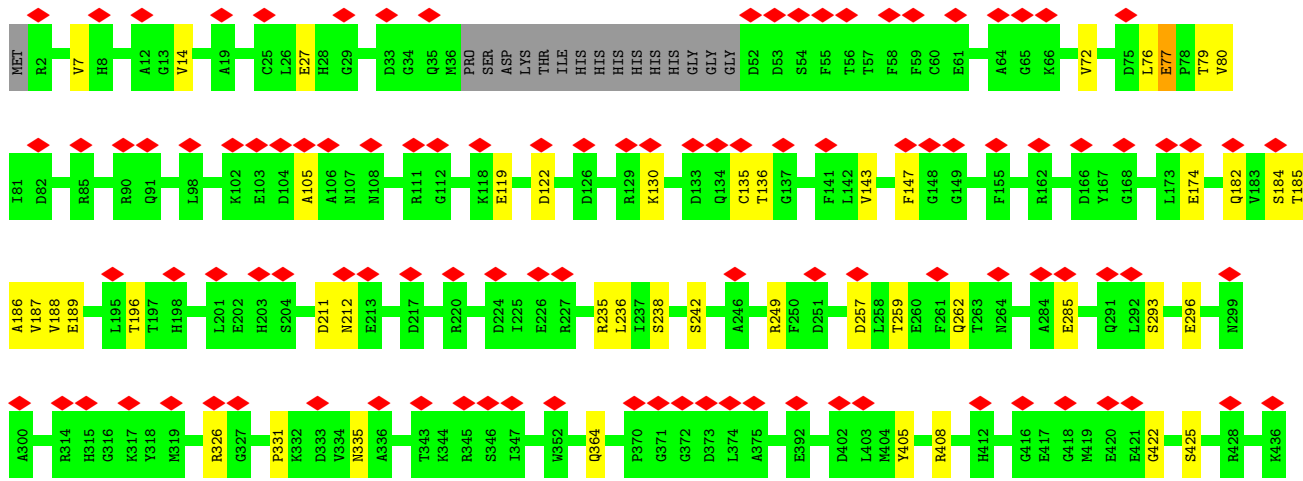 MET R2 V7 H8 A12 G13 V14 A19 C25 L26 E27 H28 G29 D33 G34 Q35 M36 PRO SER ASP LYS THR ILE HIS HIS HIS HIS HIS HIS GLY GLY GLY D52 D53 S54 F55 T56 T57 F58 F59 C60 E61 A64 G65 K66 V72 D75 L76 E77 P78 T79 V80
I81 D82 R85 R90 Q91 L98 K102 E103 D104 A105 A106 N107 N108 R111 G112 K118 E119 D122 D126 R129 K130 D133 Q134 C135 T136 G137 F141 L142 V143 F147 G148 G149 F155 R162 D166 Y167 G168 L173 E174 Q182 V183 S184 T185
A186 V187 V188 E189 L195 T196 T197 H198 L201 E202 H203 S204 D211 N212 E213 D217 R220 D224 I225 E226 R227 R235 L236 I237 S238 S242 A246 R249 F250 D251 D257 L258 T259 E260 F261 Q262 T263 N264 A284 E285 Q291 L292 S293 E296 N299
A300 R314 H315 G316 K317 Y318 M319 R326 G327 P331 K332 D333 V334 N335 A336 T343 K344 R345 S346 I347 W352 Q364 P370 G371 G372 D373 L374 A375 E392 D402 L403 M404 Y405 R408 H412 G416 E417 G418 M419 E420 E421 G422 S425 R428 K436